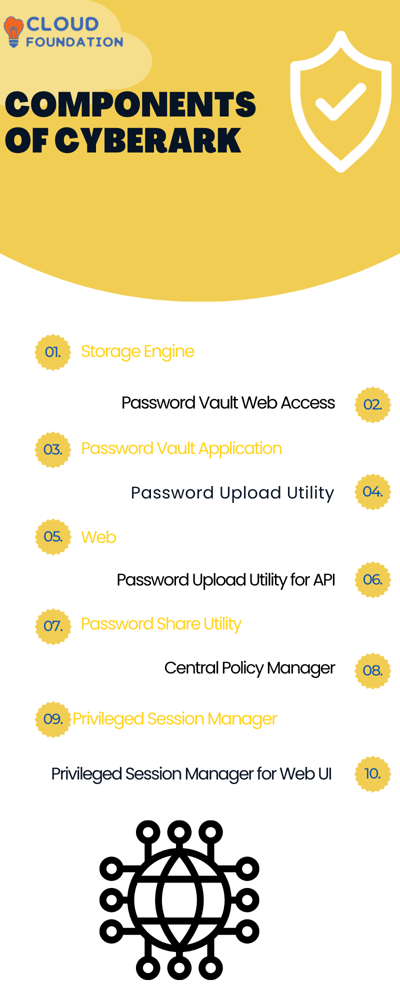 CLOUD
FOUNDATION
COMPONENTS
OF CYBERARK
01. Storage Engine
Password Vault Web Access 02.
03. Password Vault Application
Password Upload Utility 04.
05. Web
Password Upload Utility for API 06.
07. Password Share Utility
Central Policy Manager 08.
09. Privileged Session Manager
Privileged Session Manager for Web UI 10.